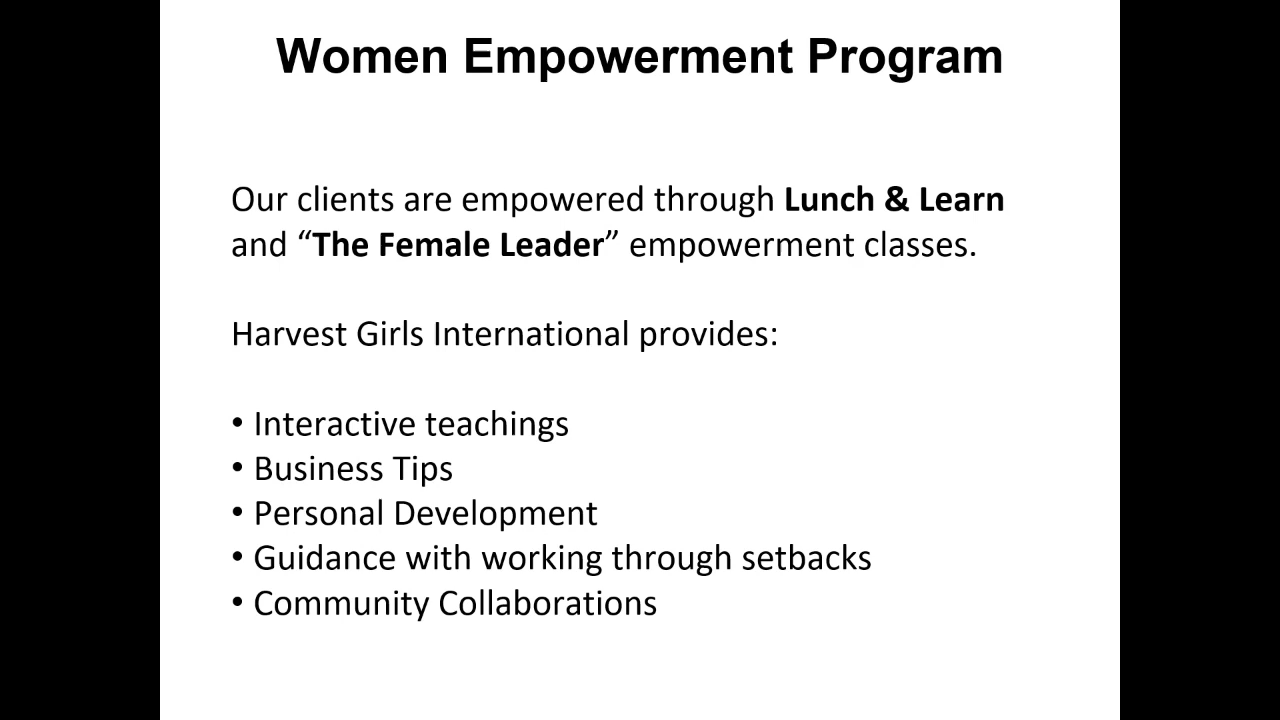 Women Empowerment Program
Our clients are empowered through Lunch & Learn
and “The Female Leader” empowerment classes.
Harvest Girls International provides:
• Interactive teachings
• Business Tips
• Personal Development
• Guidance with working through setbacks
• Community Collaborations